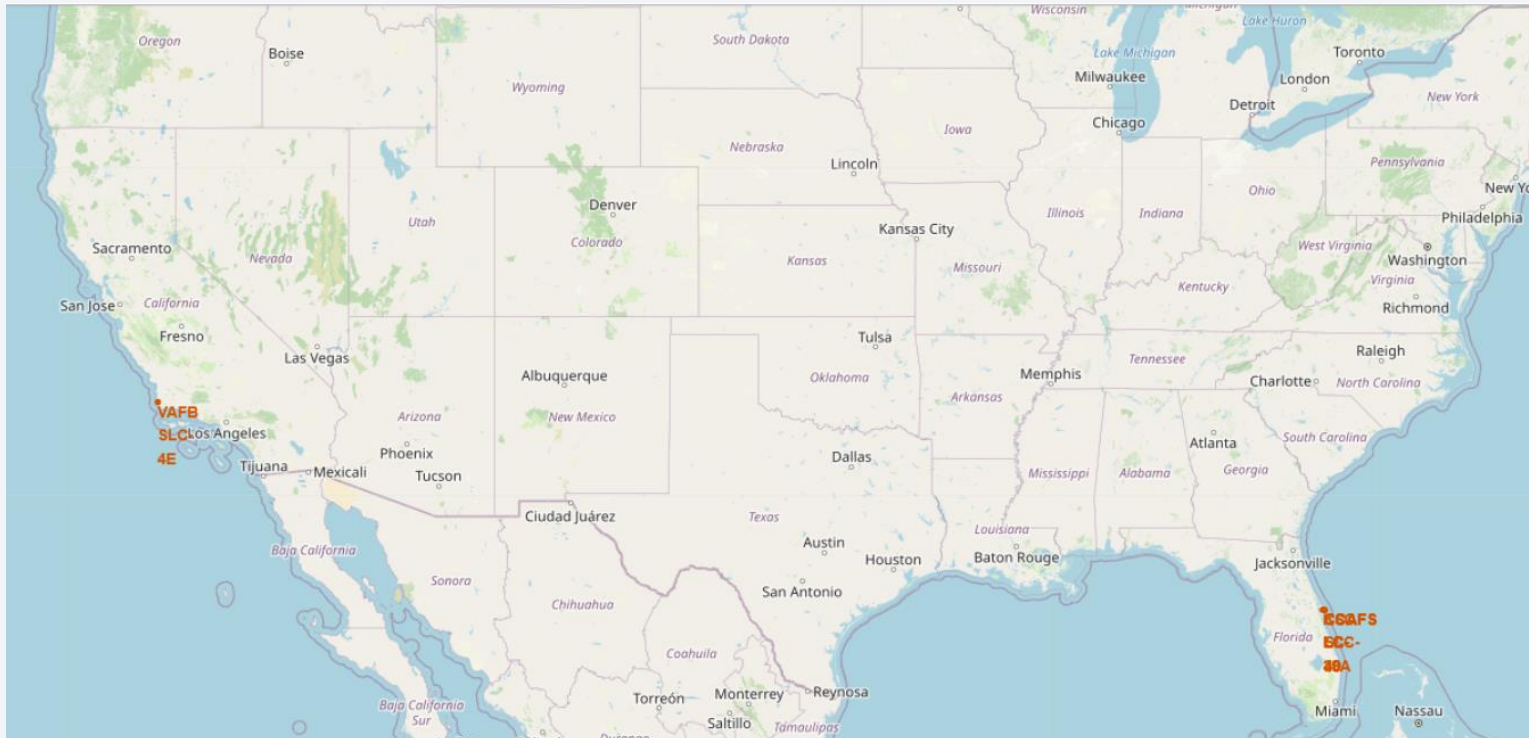 Wisconsin
Lake Huron
Oregon
South Dakota
Toronto
Boise
Lake Michigan
Milwaukee
London
Wyoming
New York
Detroit
Chicago
Iowa
Nebraska
Lincoln
Pennsylvania
New Yo
Ohio
Denver
Illinois
Indiana
Philadelphia
Utah
Kansas City
Colorado
Sacramento
West Virginia
Nevada
Kansas
Washington
Missouri
Virginia
Kentucky
San Jose
California
Richmond
Fresno
Tulsa
Las Vegas
Raleigh
Tennessee
Albuquerque
Oklahoma
Memphis
Charlotte
North Carolina
Arkansas
VAFB
SLC-
4E
Arizona
New Mexico
Los Angeles
South Carolina
Atlanta
Phoenix
Dallas
Tijuana
Mexicali
Tucson
Mississippi
Alabama
Georgia
Ciudad Juárez
Texas
Louisiana
Austin
Baja California
Baton Rouge
Houston
Jacksonville
Sonora
San Antonio
Chihuahua
Florida
Coahuila
Torreón
Monterrey
Reynosa
Baja California
Sur
Saltillo
Tamaulipas
Miami
Nassau